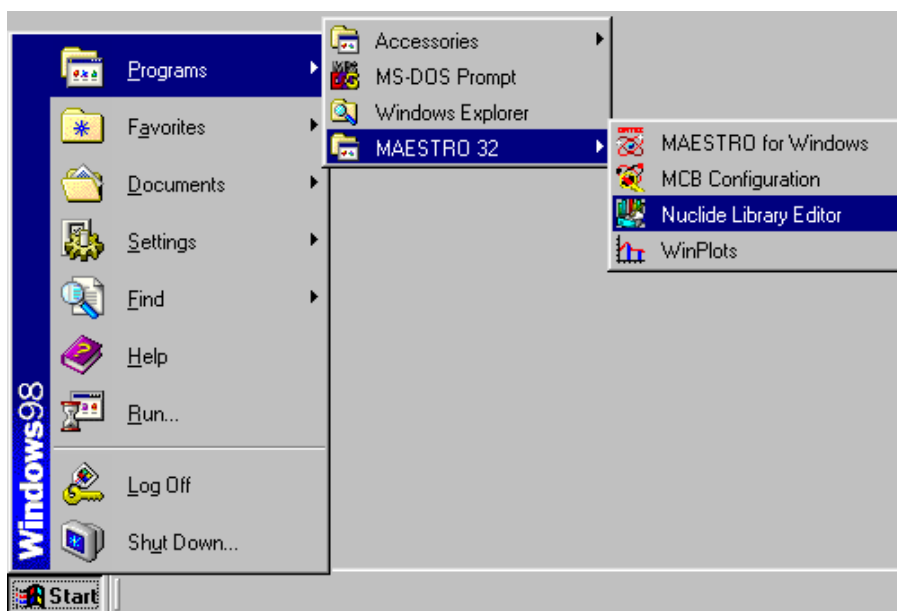 Programs
Favorites
Documents
Settings
Find
Help
Run...
Log Off
Shut Down...
Windows98
Start
Accessories
MS-DOS Prompt
Windows Explorer
MAESTRO 32
MAESTRO for Windows
MCB Configuration
Nuclide Library Editor
WinPlots